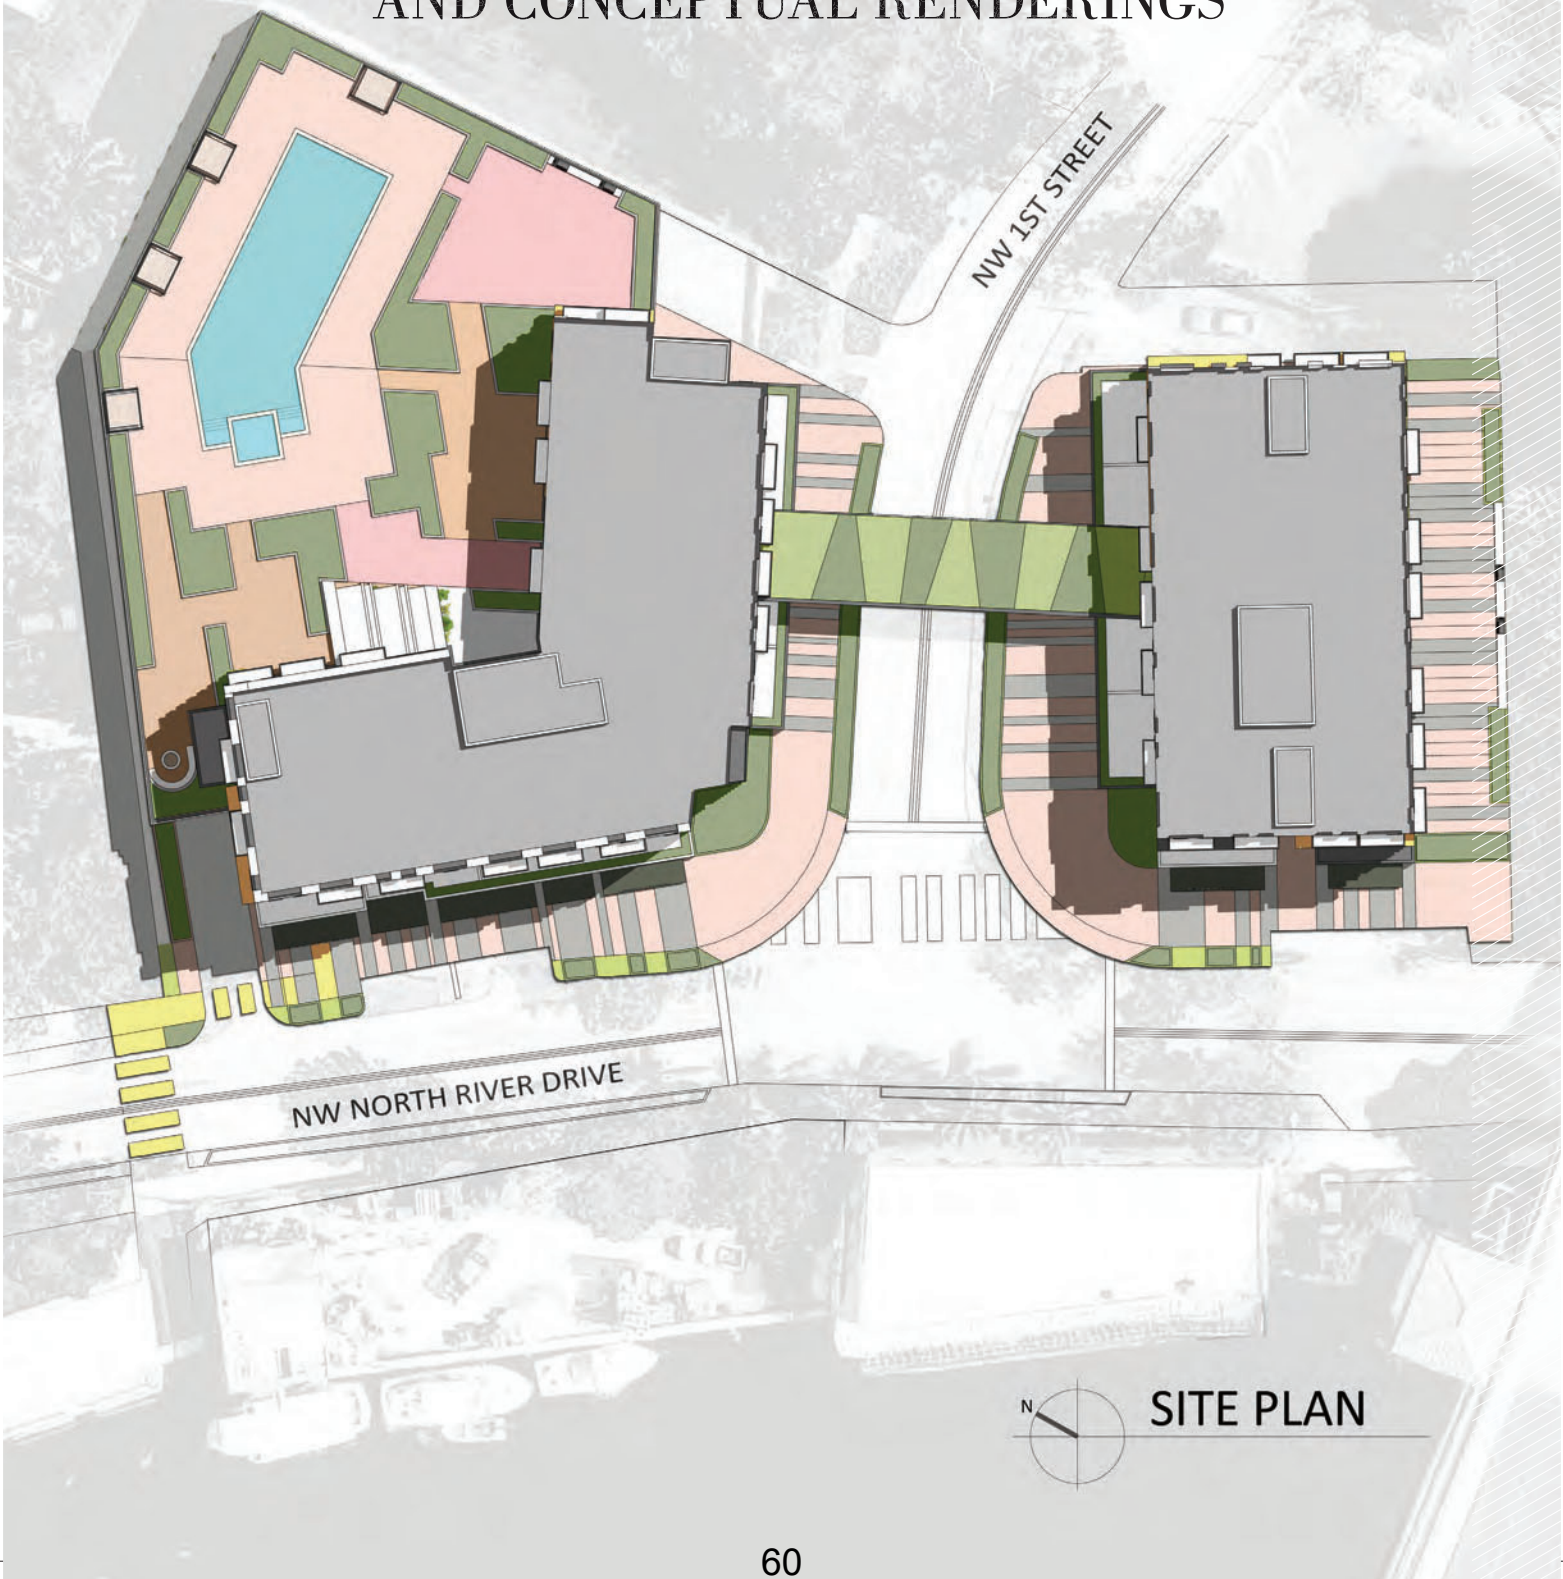 AND CONCEPTUAL RENDERINGS
NW 1ST STREET
NW NORTH RIVER DRIVE
N
SITE PLAN
60